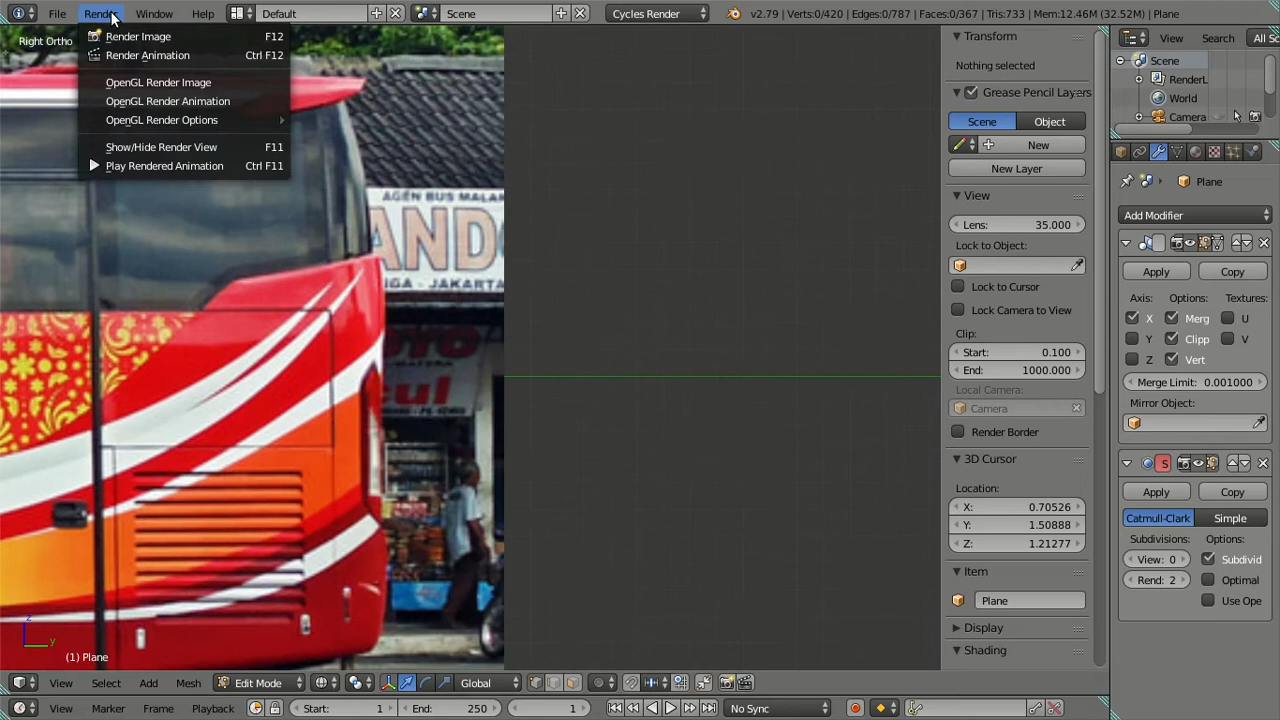 File Render Window Help Default Scene Cycles Render v2.79 | Verts:0/420 | Edges:0/787 | Faces:0/367 | Tris:733 | Mem:12.46M (32.52M) | Plane
Right Ortho
Render Image F12
Render Animation Ctrl F12
OpenGL Render Image
OpenGL Render Animation
OpenGL Render Options
Show/Hide Render View F11
Play Rendered Animation Ctrl F11
AGEN BUS MALAM
AND
IGA - JAKARTA
(1) Plane
z
y
Transform
Nothing selected
Grease Pencil Layers
Scene Object
New
New Layer
View
Lens: 35.000
Lock to Object:
Lock to Cursor
Lock Camera to View
Clip:
Start: 0.100
End: 1000.000
Local Camera:
Camera
Render Border
3D Cursor
Location:
X: 0.70526
Y: 1.50888
Z: 1.21277
Item
Plane
Display
Shading
View Search All Sc
Scene
RenderL
World
Camera
Plane
Add Modifier
Apply Copy
Axis: Options: Textures:
X Merg U
Y Clipp V
Z Vert
Merge Limit: 0.001000
Mirror Object:
S
Apply Copy
Catmull-Clark Simple
Subdivisions: Options:
View: 0 Subdivid
Rend: 2 Optimal
Use Ope
View Select Add Mesh Edit Mode Global
View Marker Frame Playback Start: 1 End: 250 1 No Sync